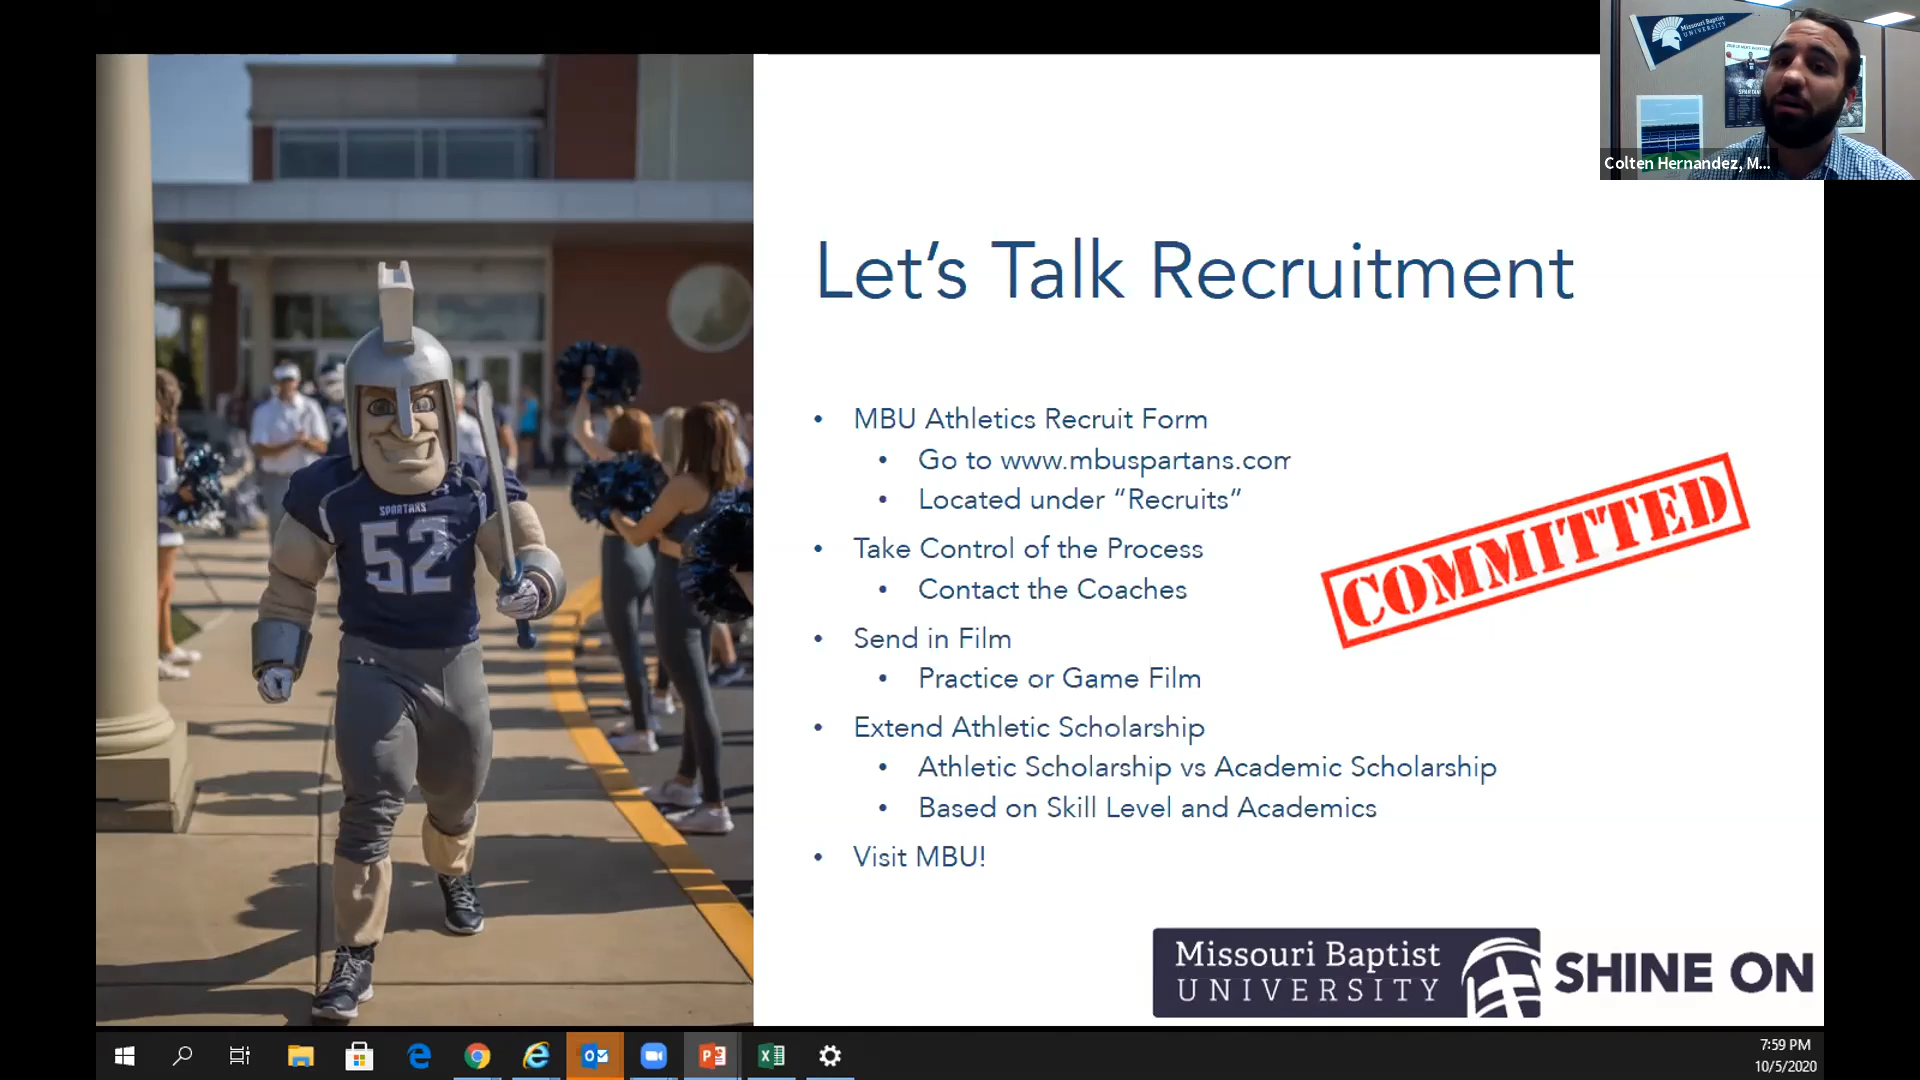 Missouri Baptist
UNIVERSITY
Colten Hernandez, M...
SPARTANS
52
Let's Talk Recruitment
• MBU Athletics Recruit Form
• Go to www.mbuspartans.com
• Located under “Recruits”
• Take Control of the Process
• Contact the Coaches
• Send in Film
• Practice or Game Film
• Extend Athletic Scholarship
• Athletic Scholarship vs Academic Scholarship
• Based on Skill Level and Academics
• Visit MBU!
COMMITTED
Missouri Baptist
UNIVERSITY
SHINE ON
7:59 PM
10/5/2020